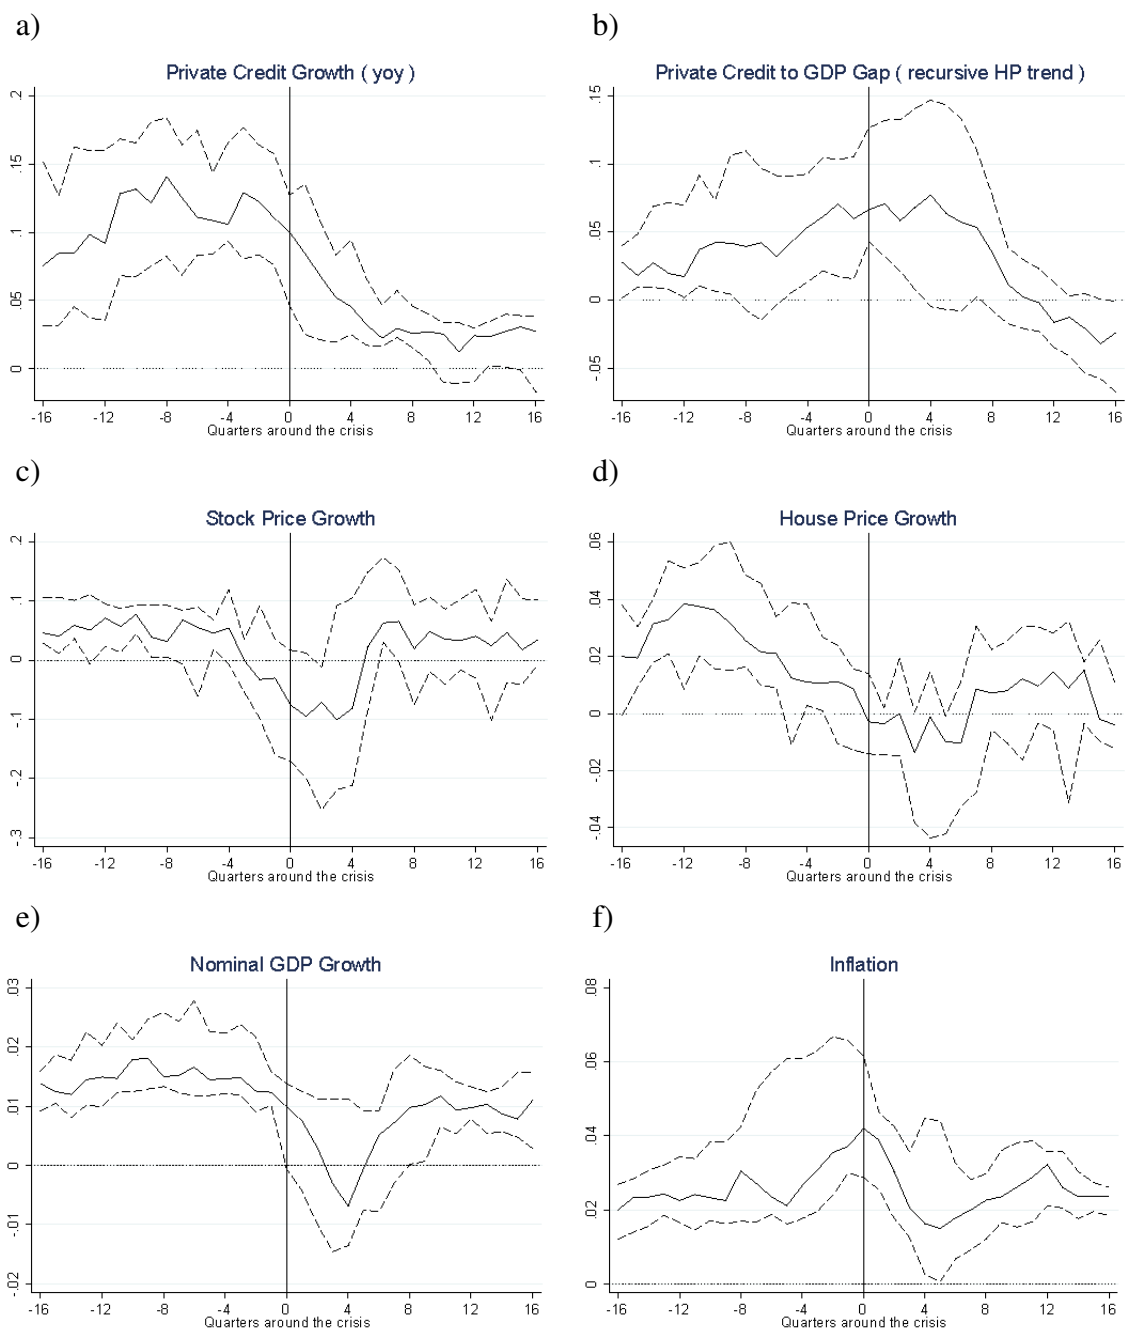 a)
Private Credit Growth ( yoy )
.2
.15
.1
.05
0
-16 -12 -8 -4 0 4 8 12 16
Quarters around the crisis
b)
Private Credit to GDP Gap ( recursive HP trend )
.15
.1
.05
0
-.05
-16 -12 -8 -4 0 4 8 12 16
Quarters around the crisis
c)
Stock Price Growth
.2
.1
0
-.1
-.2
-.3
-16 -12 -8 -4 0 4 8 12 16
Quarters around the crisis
d)
House Price Growth
.06
.04
.02
0
-.02
-.04
-16 -12 -8 -4 0 4 8 12 16
Quarters around the crisis
e)
Nominal GDP Growth
.03
.02
.01
0
-.01
-.02
-16 -12 -8 -4 0 4 8 12 16
Quarters around the crisis
f)
Inflation
.08
.06
.04
.02
0
-16 -12 -8 -4 0 4 8 12 16
Quarters around the crisis